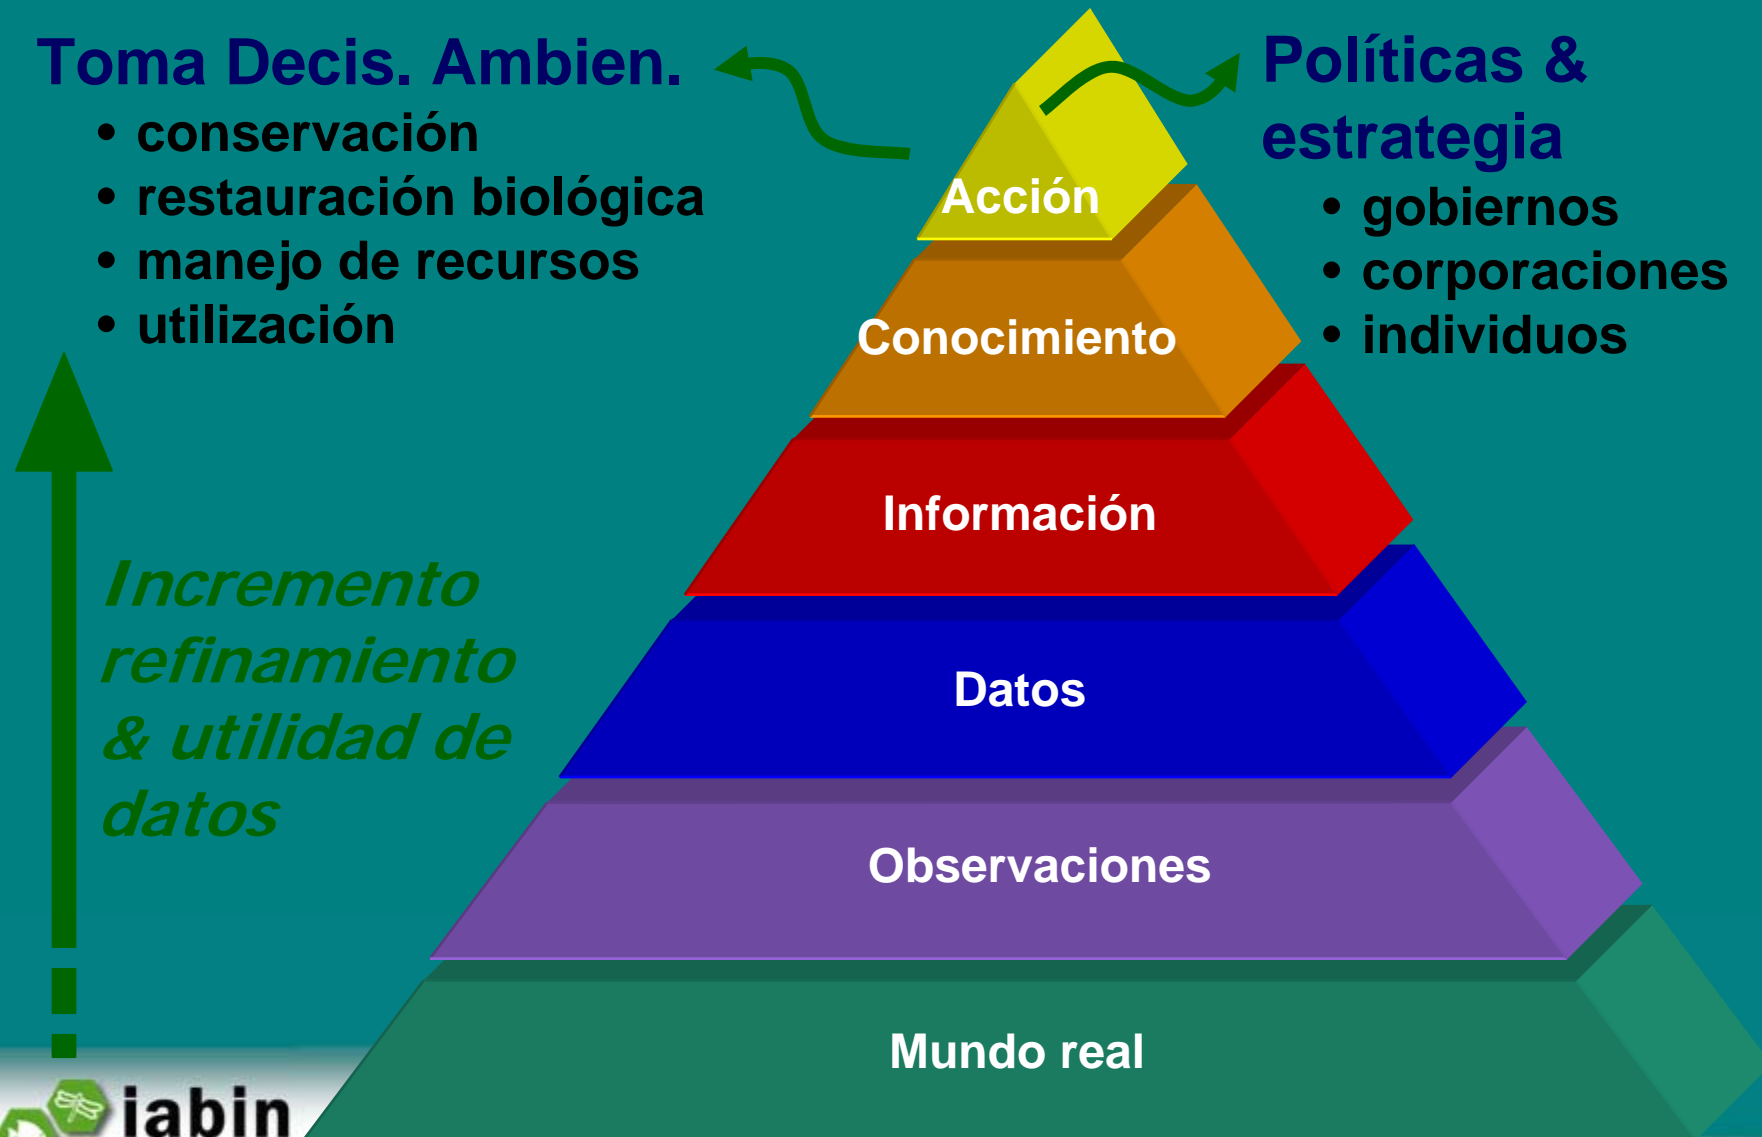 Toma Decis. Ambien.
• conservación
• restauración biológica
• manejo de recursos
• utilización
Políticas &
estrategia
• gobiernos
• corporaciones
• individuos
Acción
Conocimiento
Información
Datos
Observaciones
Mundo real
Incremento
refinamiento
& utilidad de
datos
iabin